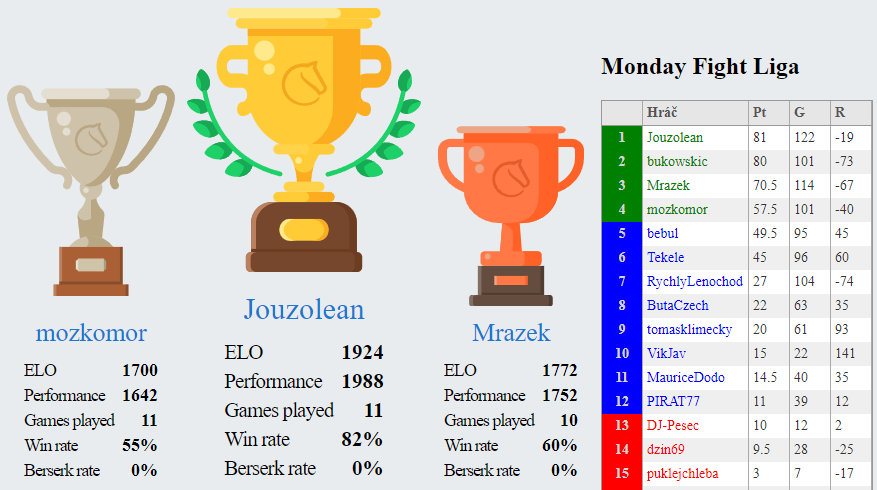 mozkomor
ELO 1700
Performance 1642
Games played 11
Win rate 55%
Berserk rate 0%
Jouzolean
ELO 1924
Performance 1988
Games played 11
Win rate 82%
Berserk rate 0%
Mrazek
ELO 1772
Performance 1752
Games played 10
Win rate 60%
Berserk rate 0%
Monday Fight Liga
Hráč Pt G R
1 Jouzolean 81 122 -19
2 bukowskic 80 101 -73
3 Mrazek 70.5 114 -67
4 mozkomor 57.5 101 -40
5 bebul 49.5 95 45
6 Tekele 45 96 60
7 RychlyLenochod 27 104 -74
8 ButaCzech 22 63 35
9 tomasklimecky 20 61 93
10 VikJav 15 22 141
11 MauriceDodo 14.5 40 35
12 PIRAT77 11 39 12
13 DJ-Pesec 10 12 2
14 dzin69 9.5 28 -25
15 puklejchleba 3 7 -17